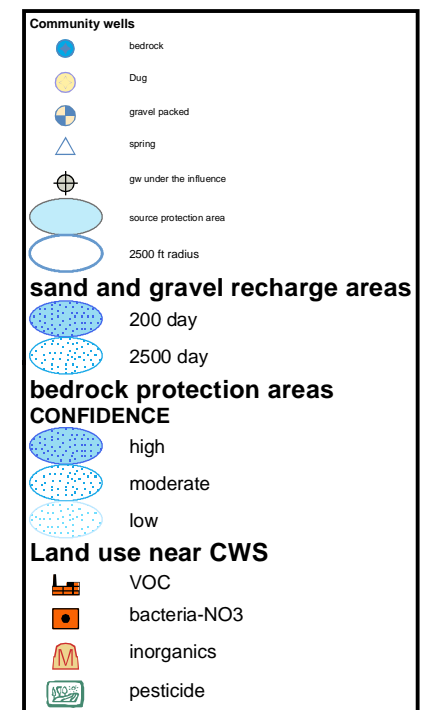 Community wells
bedrock
Dug
gravel packed
spring
gw under the influence
source protection area
2500 ft radius
sand and gravel recharge areas
200 day
2500 day
bedrock protection areas
CONFIDENCE
high
moderate
low
Land use near CWS
VOC
bacteria-NO3
M inorganics
pesticide